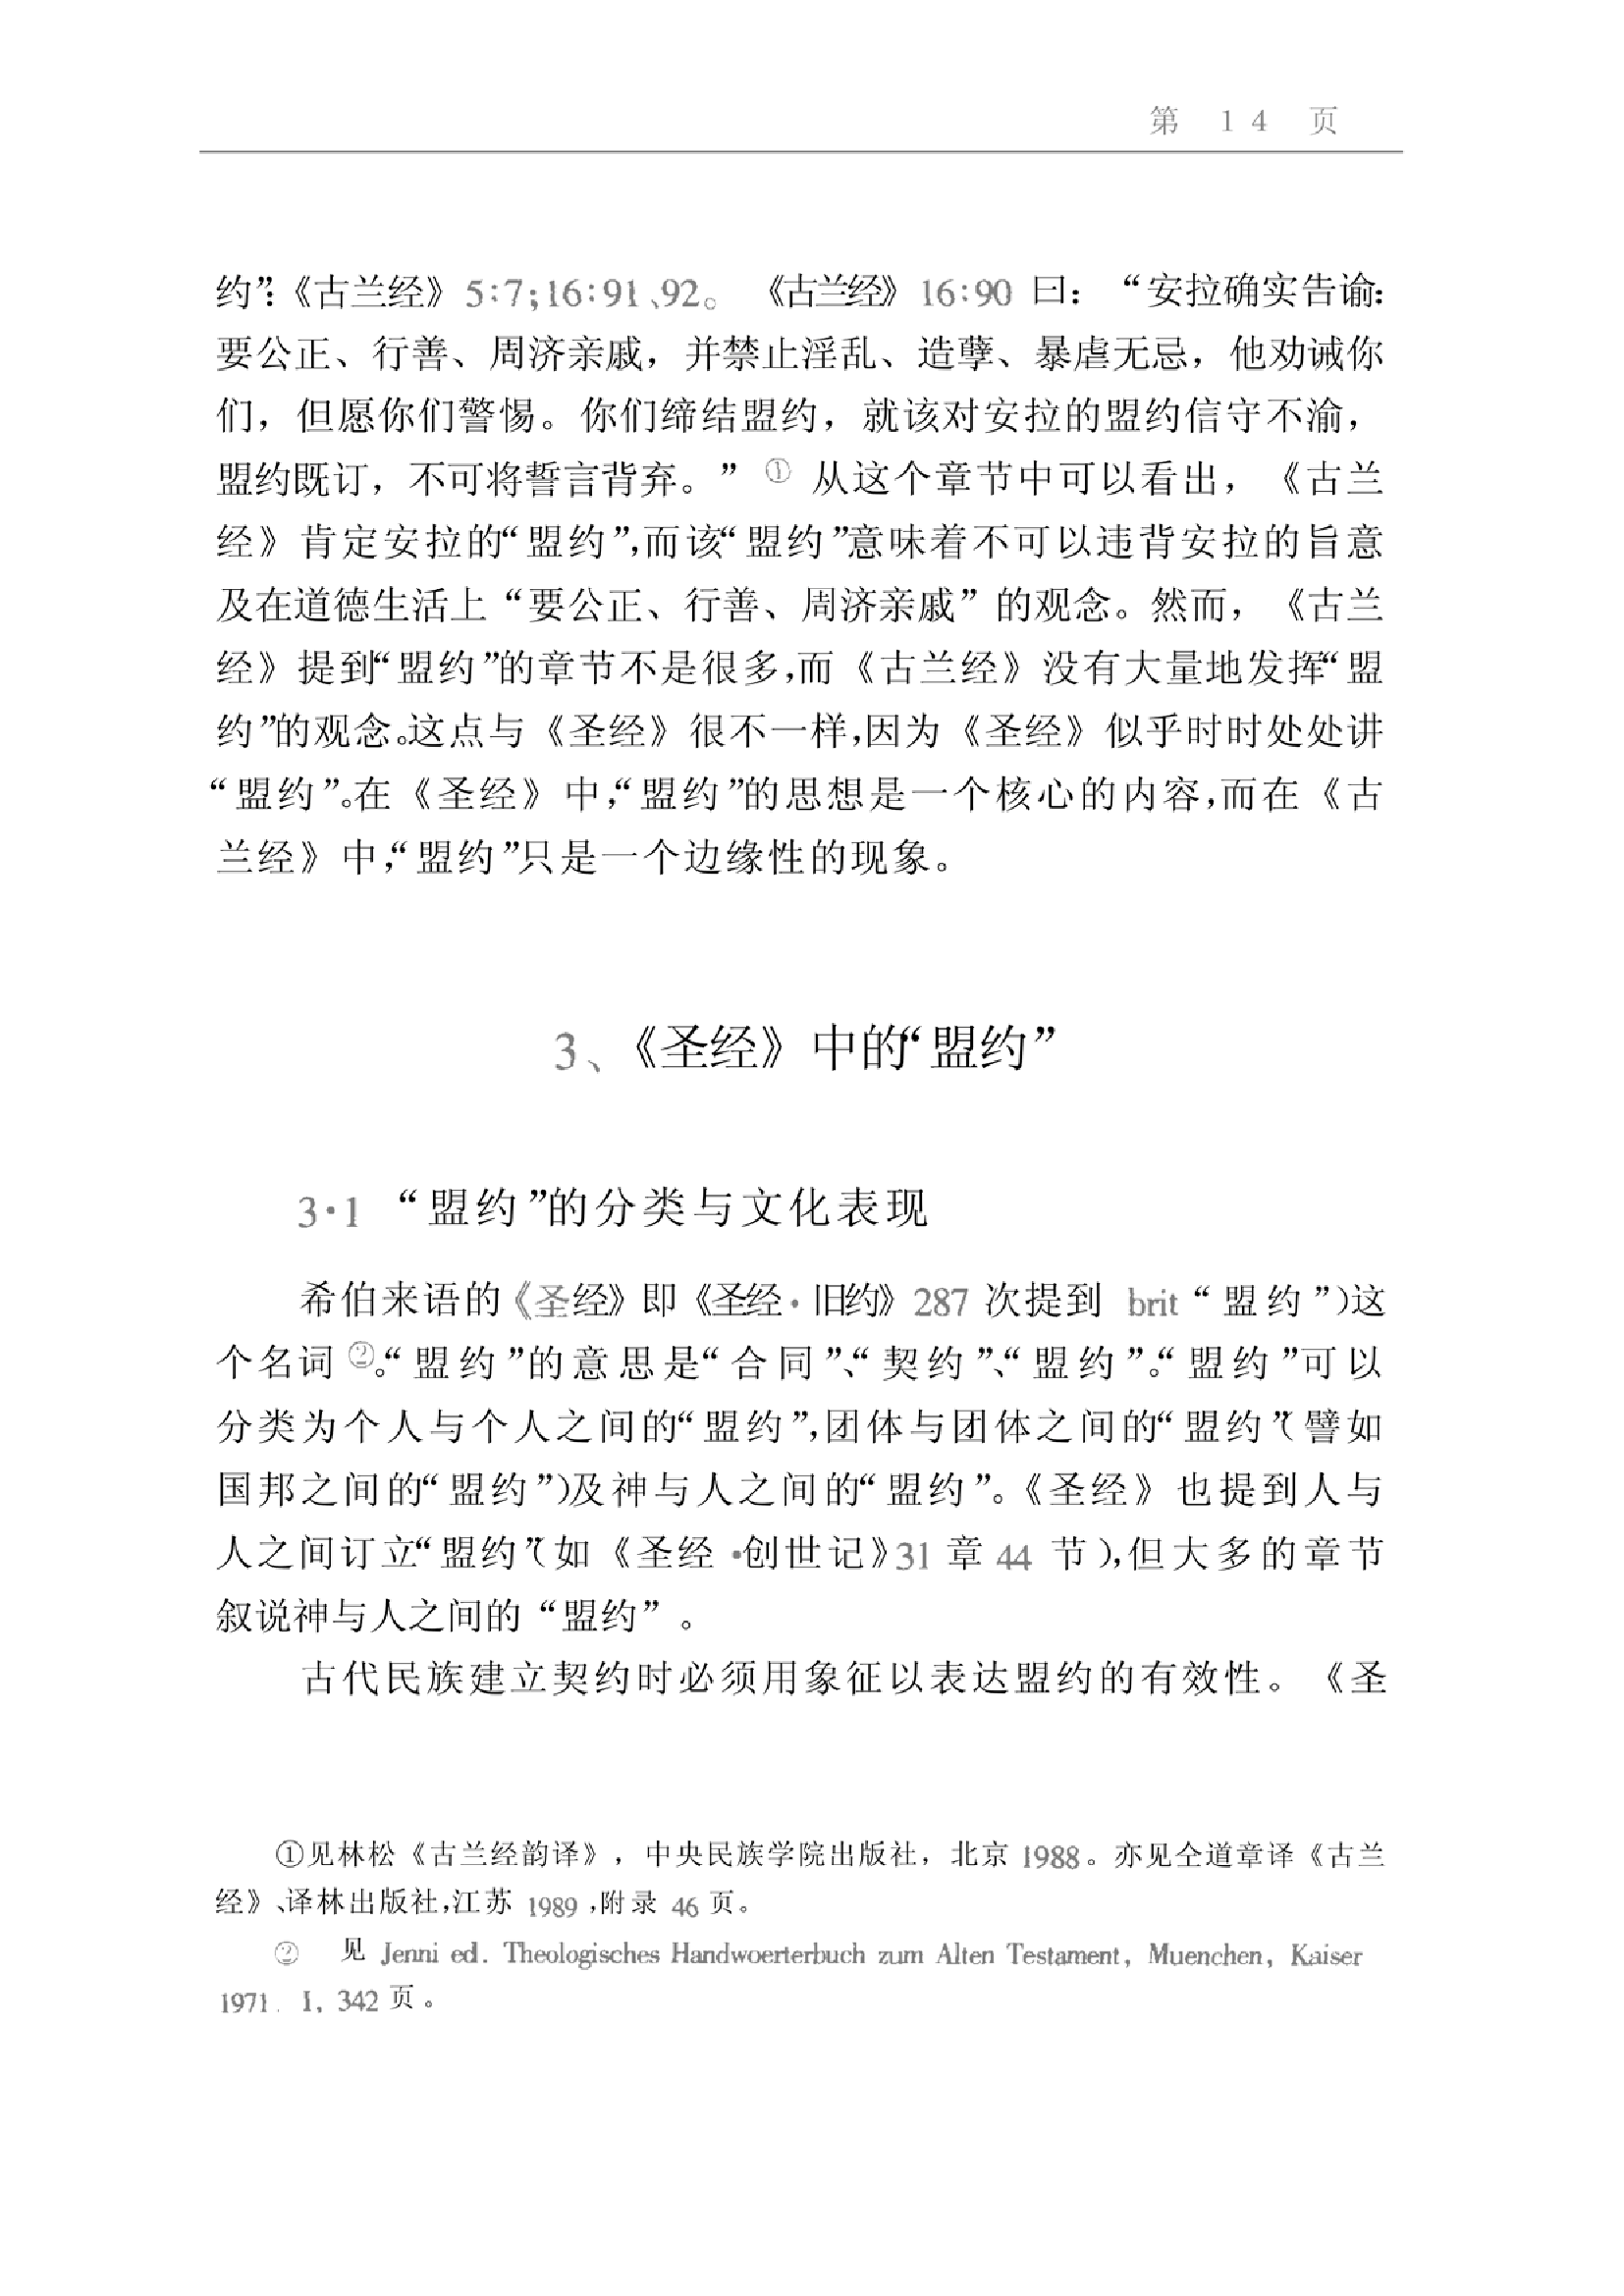 第 14 页
约”：《古兰经》5:7;16:91、92。 《古兰经》16:90 曰：“安拉确实告谕：
要公正、行善、周济亲戚，并禁止淫乱、造孽、暴虐无忌，他劝诫你
们，但愿你们警惕。你们缔结盟约，就该对安拉的盟约信守不渝，
盟约既订，不可将誓言背弃。” ① 从这个章节中可以看出，《古兰
经》肯定安拉的“盟约”，而该“盟约”意味着不可以违背安拉的旨意
及在道德生活上“要公正、行善、周济亲戚”的观念。然而，《古兰
经》提到“盟约”的章节不是很多，而《古兰经》没有大量地发挥“盟
约”的观念。这点与《圣经》很不一样，因为《圣经》似乎时时处处讲
“盟约”。在《圣经》中，“盟约”的思想是一个核心的内容，而在《古
兰经》中，“盟约”只是一个边缘性的现象。
3、《圣经》中的“盟约”
3·1 “盟约”的分类与文化表现
希伯来语的《圣经》即《圣经·旧约》287 次提到 brit “盟约”）这
个名词②。“盟约”的意思是“合同”、“契约”、“盟约”。“盟约”可以
分类为个人与个人之间的“盟约”，团体与团体之间的“盟约”（譬如
国邦之间的“盟约”）及神与人之间的“盟约”。《圣经》也提到人与
人之间订立“盟约”（如《圣经·创世记》31 章 44 节），但大多的章节
叙说神与人之间的“盟约”。
古代民族建立契约时必须用象征以表达盟约的有效性。《圣
①见林松《古兰经韵译》，中央民族学院出版社，北京 1988。亦见仝道章译《古兰
经》、译林出版社，江苏 1989，附录 46 页。
② 见 Jenni ed. Theologisches Handwoerterbuch zum Alten Testament, Muenchen, Kaiser
1971. I, 342 页。